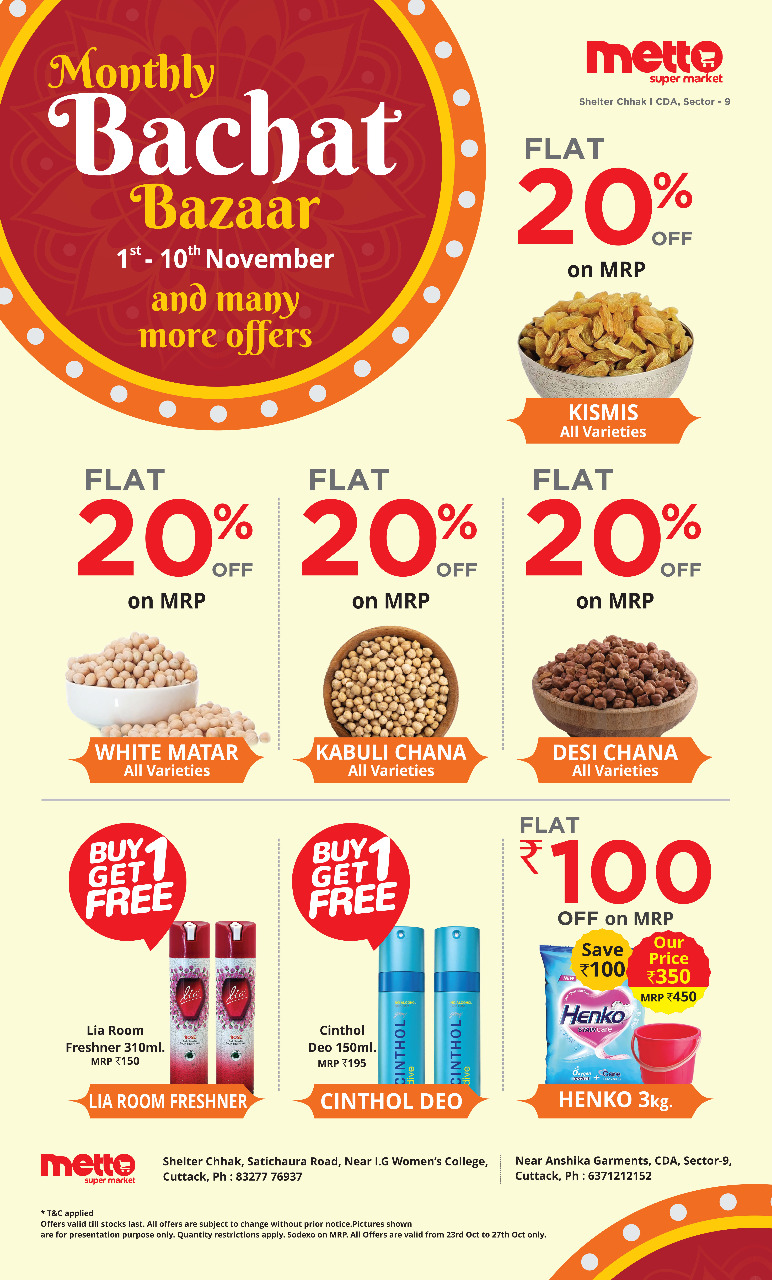 Monthly
Bachat
Bazaar
1st - 10th November
and many
more offers
metto
super market
Shelter Chhak I CDA, Sector - 9
FLAT
20%
OFF
on MRP
KISMIS
All Varieties
FLAT
20%
OFF
on MRP
WHITE MATAR
All Varieties
FLAT
20%
OFF
on MRP
KABULI CHANA
All Varieties
FLAT
20%
OFF
on MRP
DESI CHANA
All Varieties
BUY 1
GET
FREE
lia
lia
Lia Room
Freshner 310ml.
MRP ₹150
LIA ROOM FRESHNER
BUY 1
GET
FREE
CINTHOL
dive
CINTHOL
dive
Cinthol
Deo 150ml.
MRP ₹195
CINTHOL DEO
FLAT
₹100
OFF on MRP
Save
₹100
Our
Price
₹350
MRP ₹450
NEW
Henko
HENKO 3kg.
metto
super market
Shelter Chhak, Satichaura Road, Near I.G Women's College,
Cuttack, Ph : 83277 76937
Near Anshika Garments, CDA, Sector-9,
Cuttack, Ph : 6371212152
* T&C applied
Offers valid till stocks last. All offers are subject to change without prior notice.Pictures shown
are for presentation purpose only. Quantity restrictions apply. Sodexo on MRP. All Offers are valid from 23rd Oct to 27th Oct only.